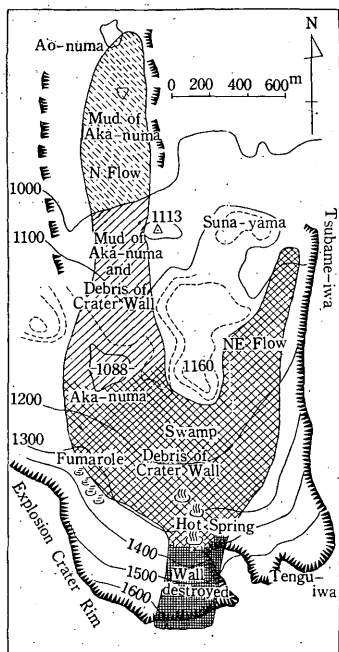 Ao-numa
N
0 200 400 600m
Mud of
Aka-numa
N Flow
1000
1113
Suna-yama
Tsubame-iwa
1100
Mud of
Aka-numa
and
Debris of
Crater Wall
NE Flow
1088
1160
Aka-numa
1200
Swamp
1300
Debris of
Crater Wall
Fumarole
Hot Spring
Explosion Crater Rim
1400
1500
Wall
destroyed
1600
Tengu-
iwa